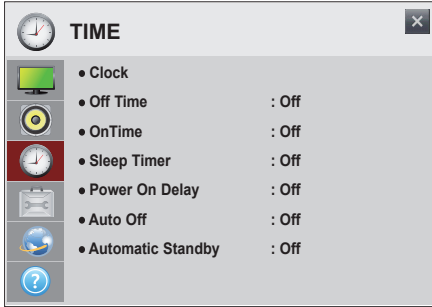 TIME
● Clock
● Off Time : Off
● OnTime : Off
● Sleep Timer : Off
● Power On Delay : Off
● Auto Off : Off
● Automatic Standby : Off
?